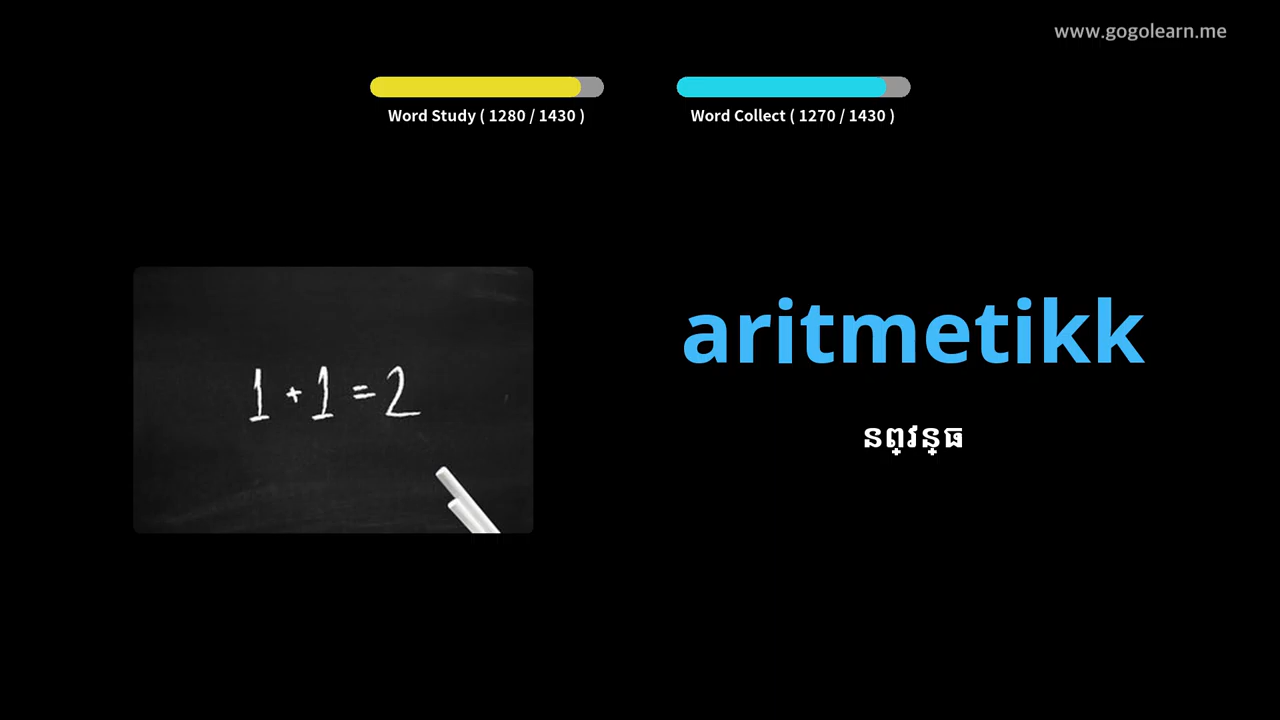 www.gogolearn.me
Word Study ( 1280 / 1430 )
Word Collect ( 1270 / 1430 )
1 + 1 = 2
aritmetikk
នព្វន្ធ